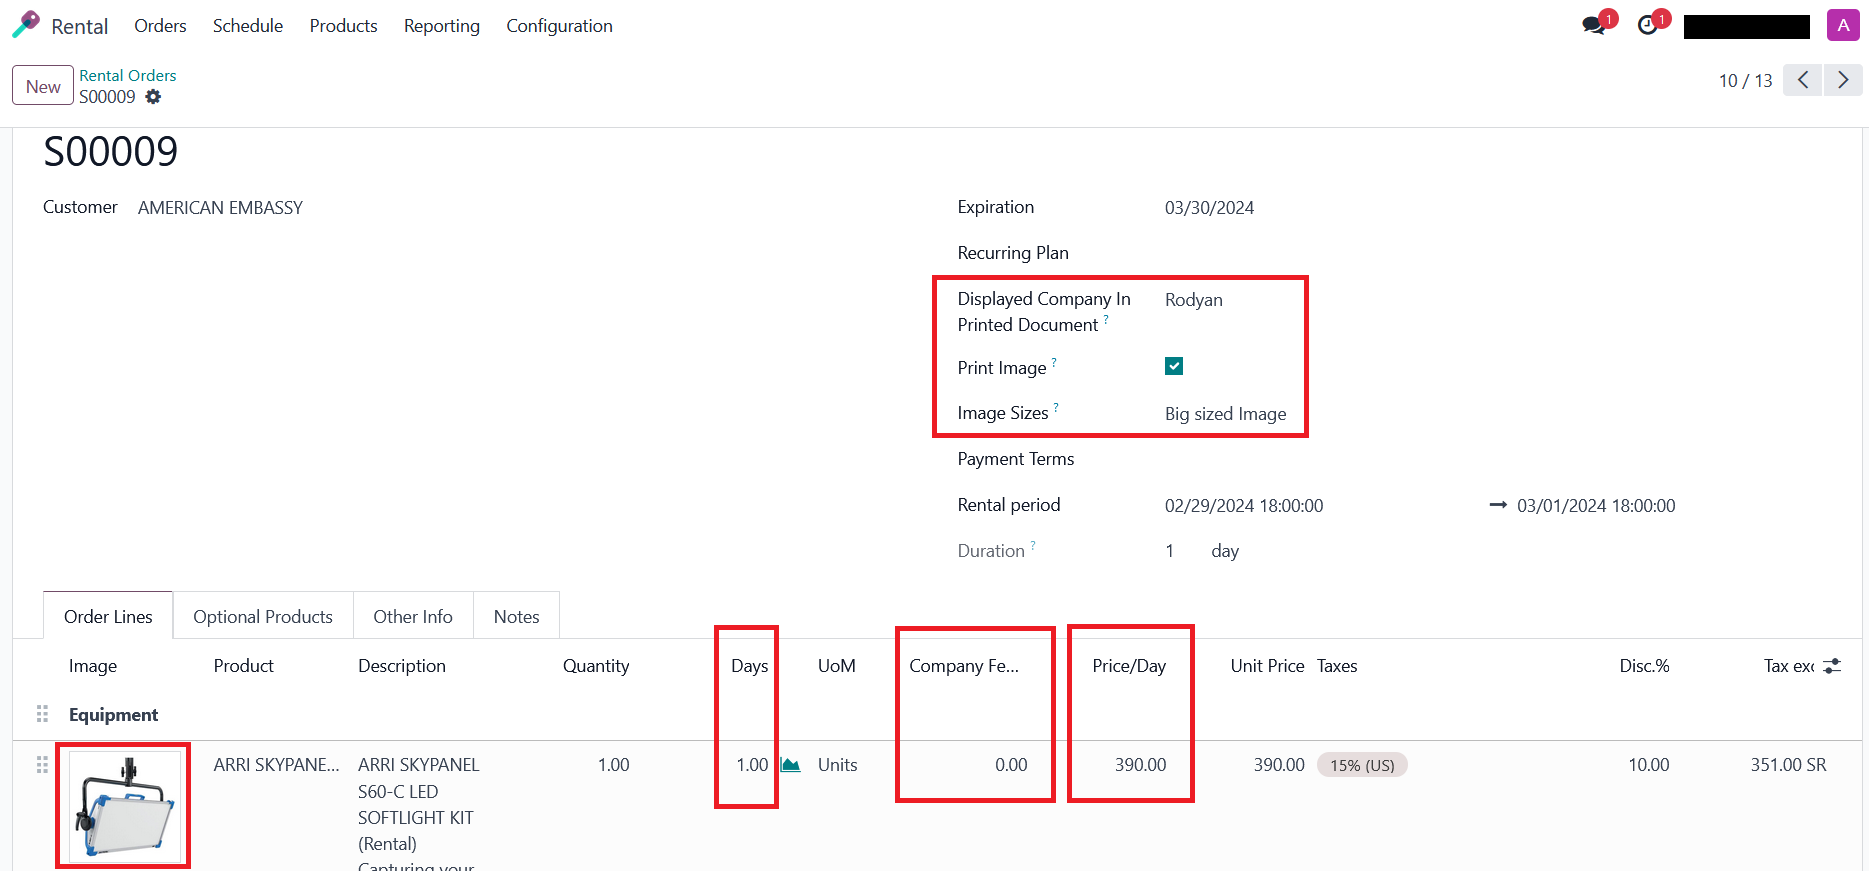 Rental Orders Schedule Products Reporting Configuration 1 1 A
New Rental Orders
S00009
10 / 13
S00009
Customer AMERICAN EMBASSY
Expiration 03/30/2024
Recurring Plan
Displayed Company In Printed Document ? Rodyan
Print Image ?
Image Sizes ? Big sized Image
Payment Terms
Rental period 02/29/2024 18:00:00 → 03/01/2024 18:00:00
Duration ? 1 day
Order Lines Optional Products Other Info Notes
Image Product Description Quantity Days UoM Company Fe... Price/Day Unit Price Taxes Disc.% Tax exc
Equipment
ARRI SKYPANE... ARRI SKYPANEL 1.00 1.00 Units 0.00 390.00 390.00 15% (US) 10.00 351.00 SR
S60-C LED
SOFTLIGHT KIT
(Rental)
Capturing your